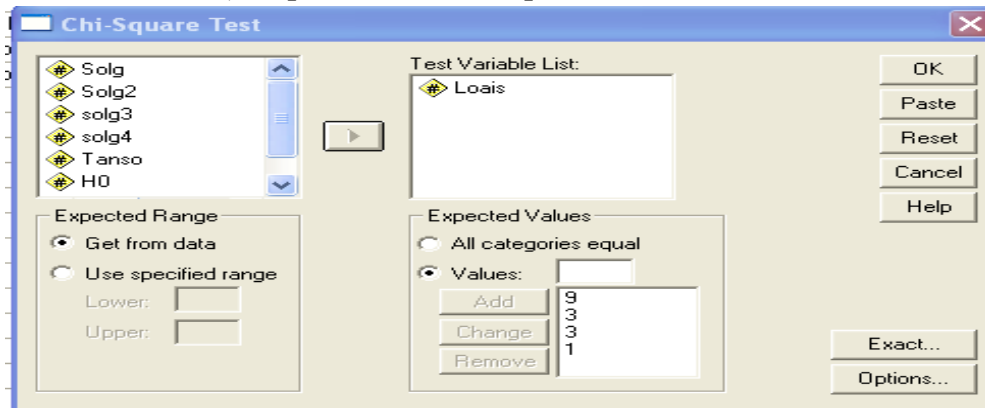 Chi-Square Test
Solg
Solg2
solg3
solg4
Tanso
H0
Test Variable List:
Loais
OK
Paste
Reset
Cancel
Help
Expected Range
Get from data
Use specified range
Lower:
Upper:
Expected Values
All categories equal
Values:
Add
Change
Remove
9
3
3
1
Exact...
Options...